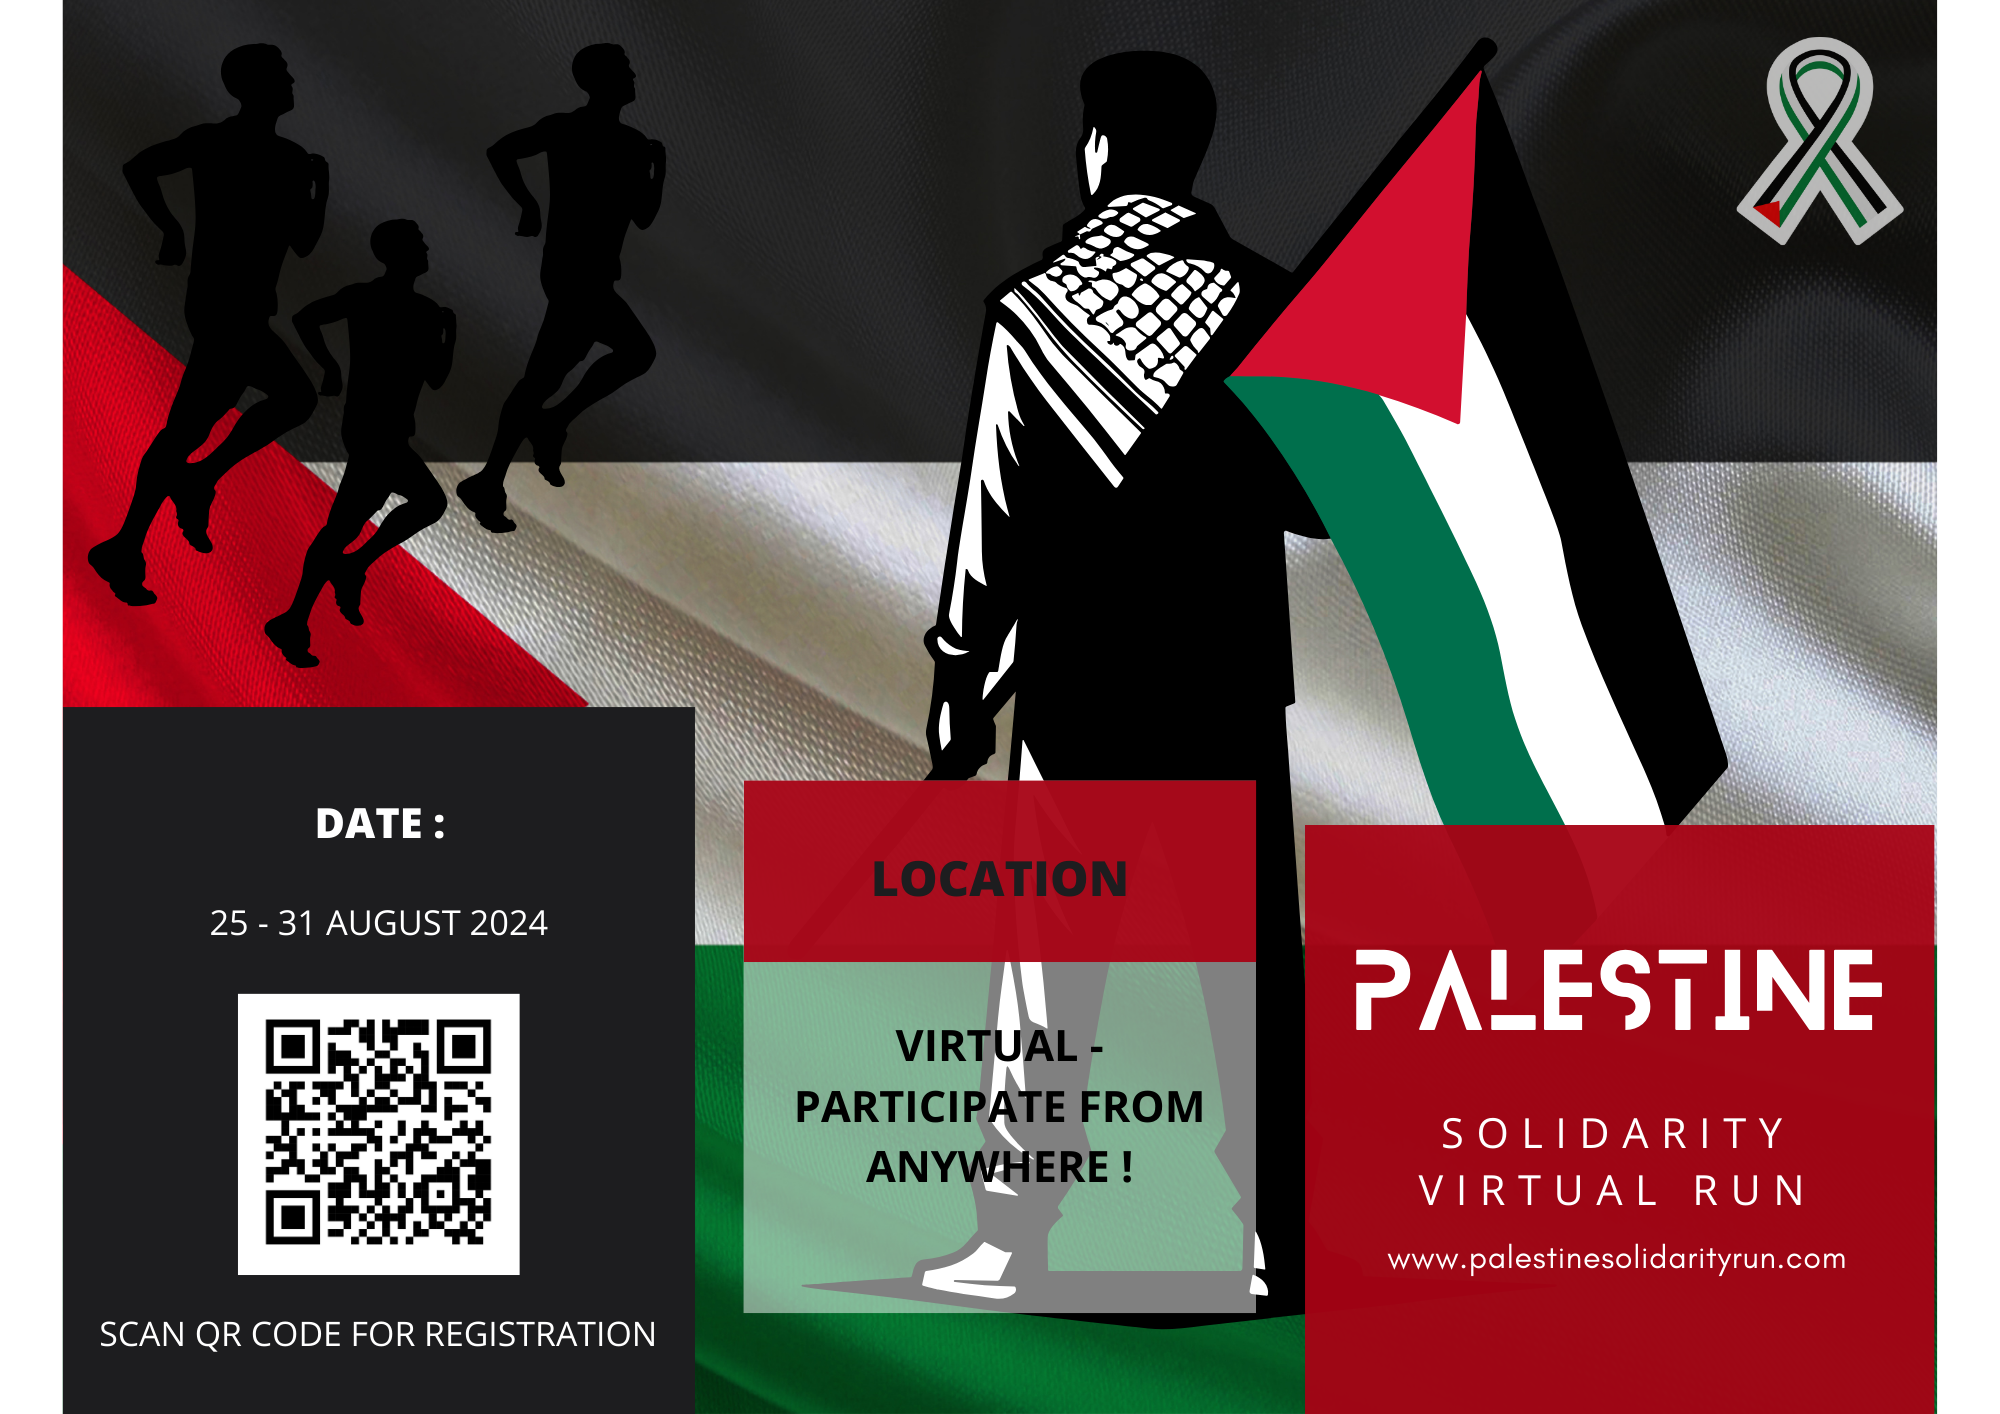 DATE :
25 - 31 AUGUST 2024
SCAN QR CODE FOR REGISTRATION
LOCATION
VIRTUAL -
PARTICIPATE FROM
ANYWHERE !
PALESTINE
SOLIDARITY
VIRTUAL RUN
www.palestinesolidarityrun.com